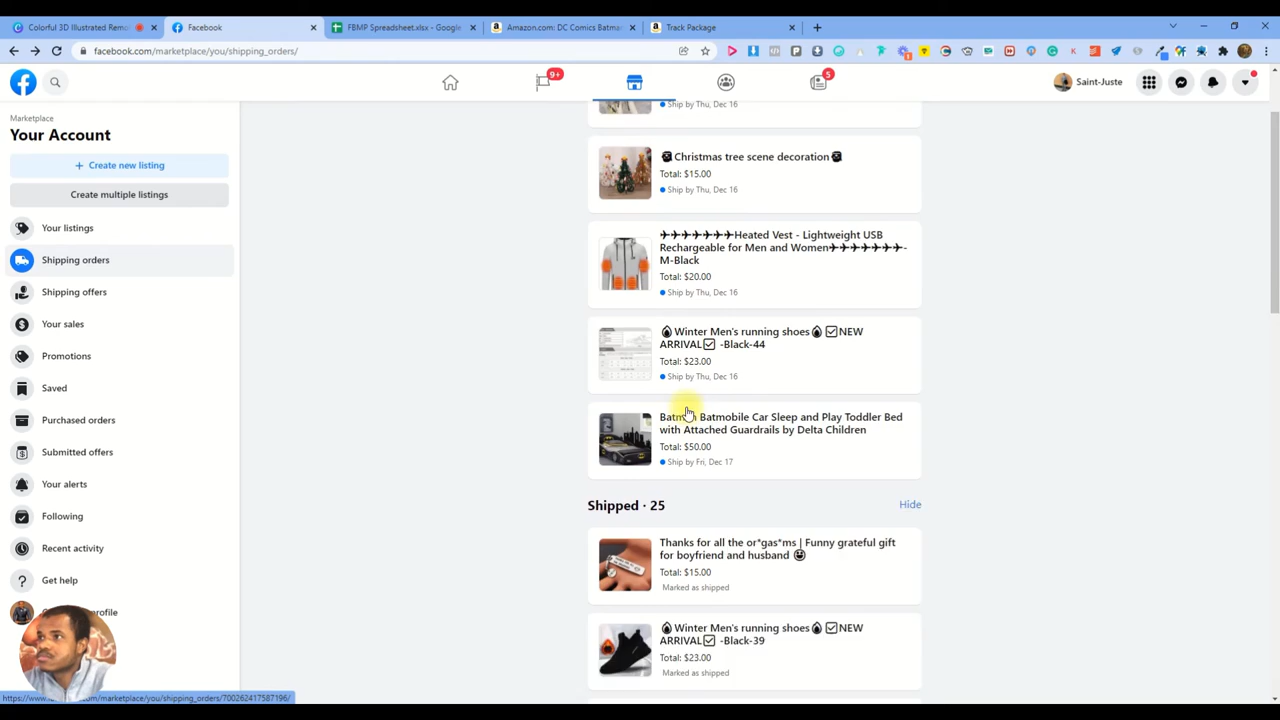 Colorful 3D Illustrated Remo
Facebook
FBMP Spreadsheet.xlsx - Google
Amazon.com: DC Comics Batma
Track Package
facebook.com/marketplace/you/shipping_orders/
9+
5
Saint-Juste
Marketplace
Your Account
+ Create new listing
Create multiple listings
Your listings
Shipping orders
Shipping offers
Your sales
Promotions
Saved
Purchased orders
Submitted offers
Your alerts
Following
Recent activity
Get help
profile
Ship by Thu, Dec 16
Christmas tree scene decoration
Total: $15.00
Ship by Thu, Dec 16
✈✈✈✈✈✈✈Heated Vest - Lightweight USB
Rechargeable for Men and Women✈✈✈✈✈✈✈-
M-Black
Total: $20.00
Ship by Thu, Dec 16
💧Winter Men's running shoes💧 ☑NEW
ARRIVAL☑ -Black-44
Total: $23.00
Ship by Thu, Dec 16
Batmobile Car Sleep and Play Toddler Bed
with Attached Guardrails by Delta Children
Total: $50.00
Ship by Fri, Dec 17
Shipped · 25
Hide
Thanks for all the or*gas*ms | Funny grateful gift
for boyfriend and husband 😃
Total: $15.00
Marked as shipped
💧Winter Men's running shoes💧 ☑NEW
ARRIVAL☑ -Black-39
Total: $23.00
Marked as shipped
.com/marketplace/you/shipping_orders/700262417587196/